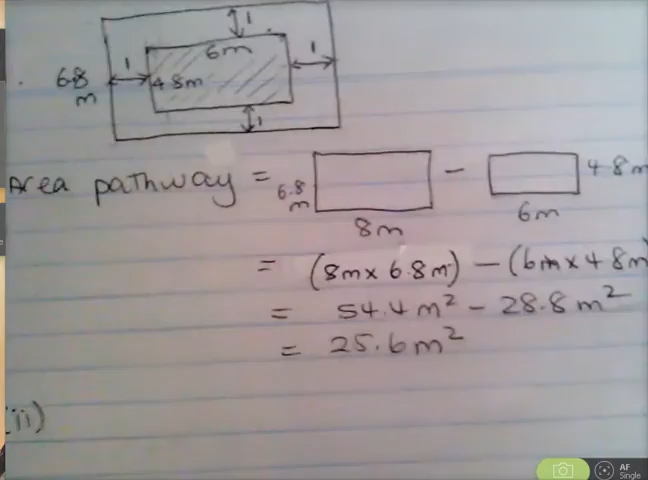 1
6m
1
1
6.8
m
4.8m
1
Area pathway = 6.8 m - 4.8m
8m
6m
= (8m x 6.8m) - (6m x 4.8m
= 54.4m² - 28.8m²
= 25.6m²
(ii)
AF
Single